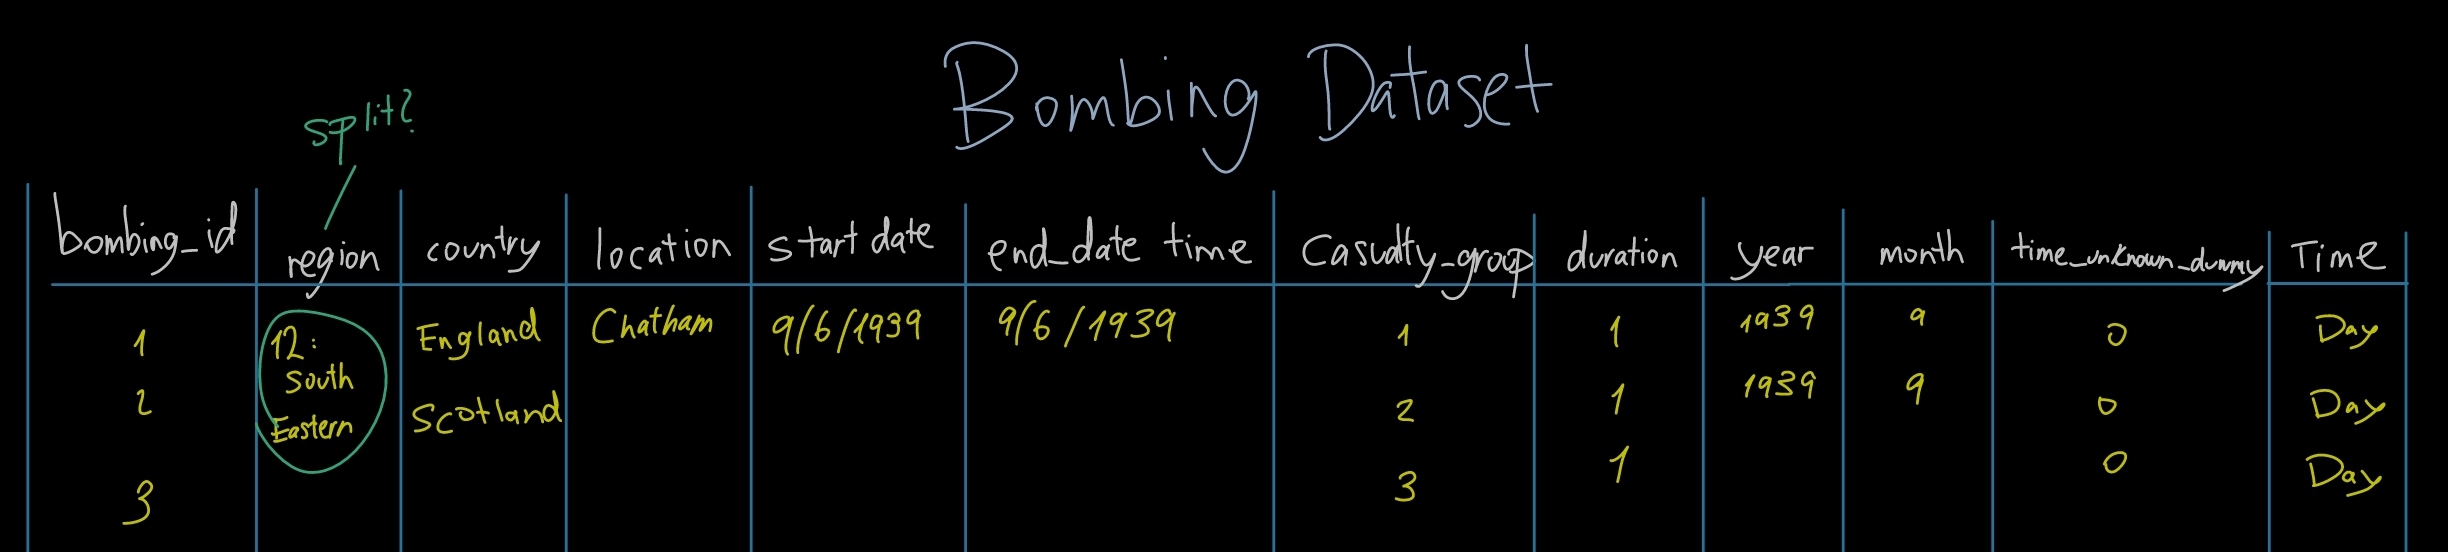 Bombing Dataset
split?
bombing_id region country location start date end_date time Casualty_group duration year month time_unknown_dummy Time
1 12: England Chatham 9/6/1939 9/6/1939 1 1 1939 9 0 Day
South
2 Scotland 2 1 1939 9 0 Day
Eastern
3 3 1 0 Day